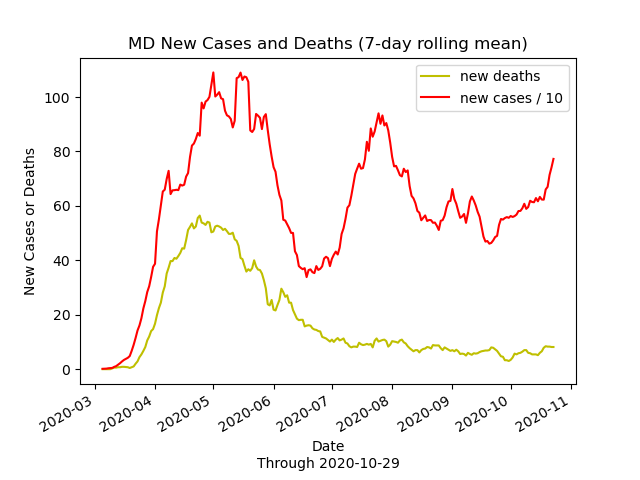 MD New Cases and Deaths (7-day rolling mean)
new deaths
new cases / 10
100
80
60
40
20
0
New Cases or Deaths
2020-03
2020-04
2020-05
2020-06
2020-07
2020-08
2020-09
2020-10
2020-11
Date
Through 2020-10-29